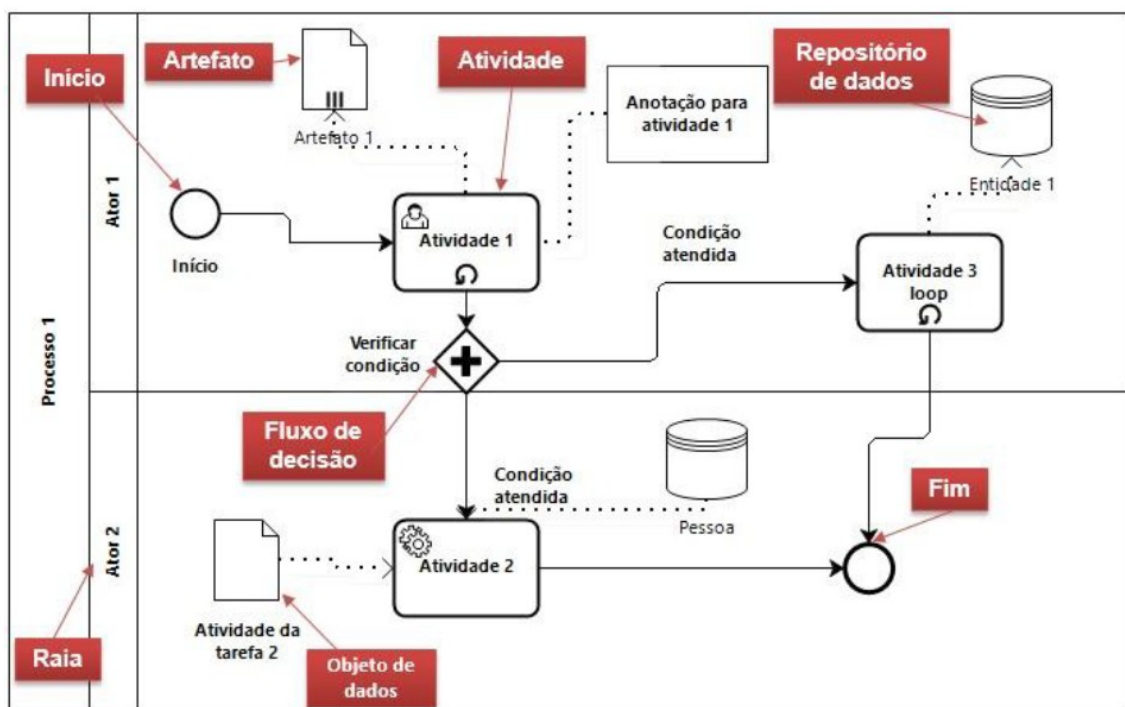 Início
Artefato
Atividade
Repositório
de dados
Anotação para
atividade 1
Artefato 1
Entidade 1
Ator 1
Início
Atividade 1
Condição
atendida
Atividade 3
loop
Processo 1
Verificar
condição
Fluxo de
decisão
Condição
atendida
Pessoa
Fim
Ator 2
Atividade 2
Atividade da
tarefa 2
Raia
Objeto de
dados